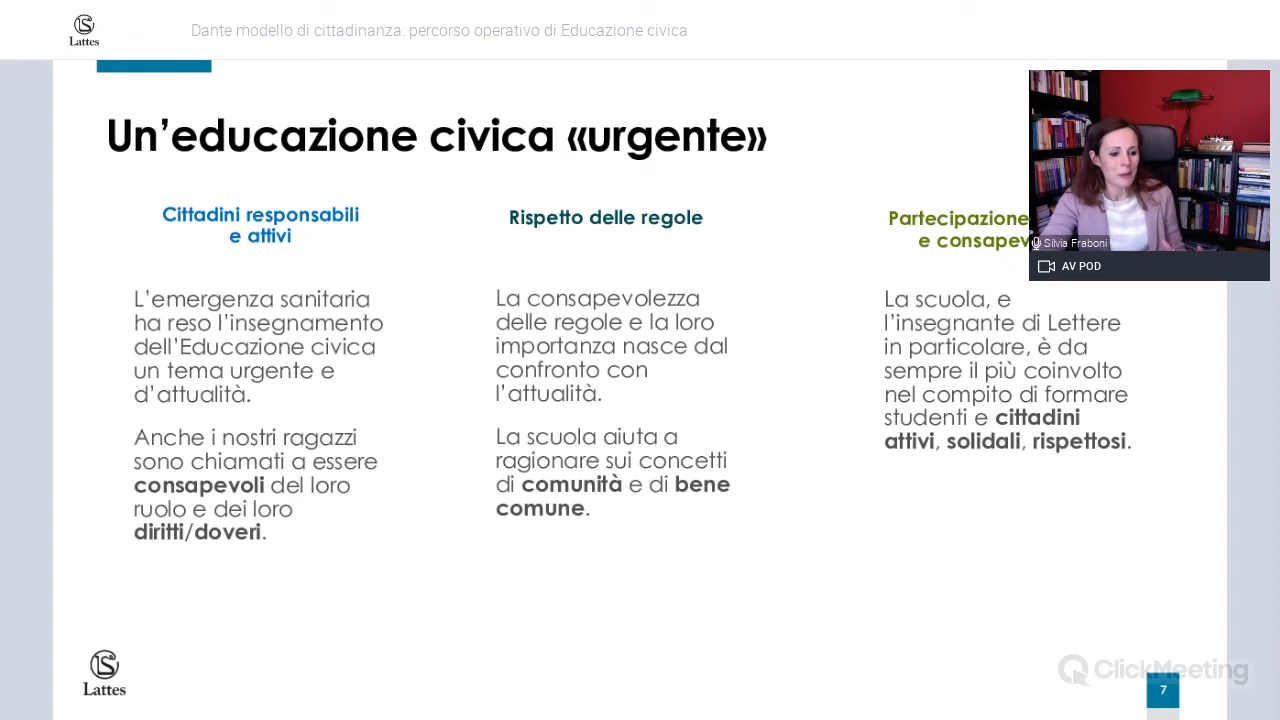 Lattes
Dante modello di cittadinanza: percorso operativo di Educazione civica
Un’educazione civica «urgente»
Cittadini responsabili
e attivi
L’emergenza sanitaria
ha reso l’insegnamento
dell’Educazione civica
un tema urgente e
d’attualità.
Anche i nostri ragazzi
sono chiamati a essere
consapevoli del loro
ruolo e dei loro
diritti/doveri.
Rispetto delle regole
La consapevolezza
delle regole e la loro
importanza nasce dal
confronto con
l’attualità.
La scuola aiuta a
ragionare sui concetti
di comunità e di bene
comune.
Partecipazione
e consapev
La scuola, e
l’insegnante di Lettere
in particolare, è da
sempre il più coinvolto
nel compito di formare
studenti e cittadini
attivi, solidali, rispettosi.
Silvia Fraboni
AV POD
Lattes
ClickMeeting
7